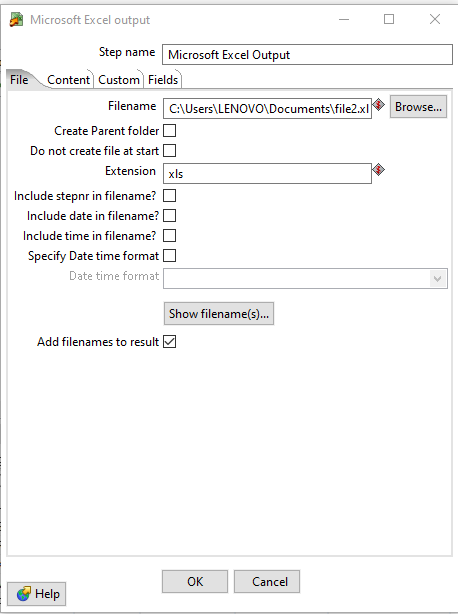 Microsoft Excel output
Step name Microsoft Excel Output
File Content Custom Fields
Filename C:\Users\LENOVO\Documents\file2.xl Browse...
Create Parent folder
Do not create file at start
Extension xls
Include stepnr in filename?
Include date in filename?
Include time in filename?
Specify Date time format
Date time format
Show filename(s)...
Add filenames to result
OK Cancel
Help